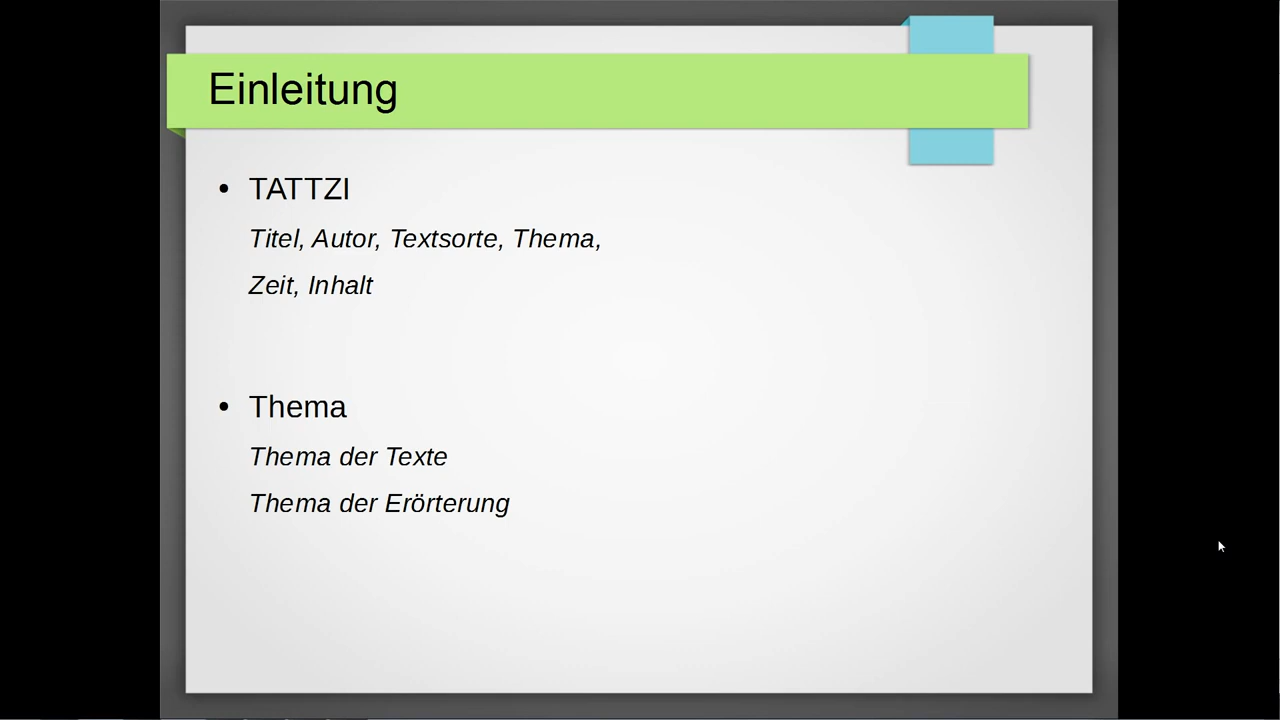 Einleitung
• TATTZI
Titel, Autor, Textsorte, Thema,
Zeit, Inhalt
• Thema
Thema der Texte
Thema der Erörterung